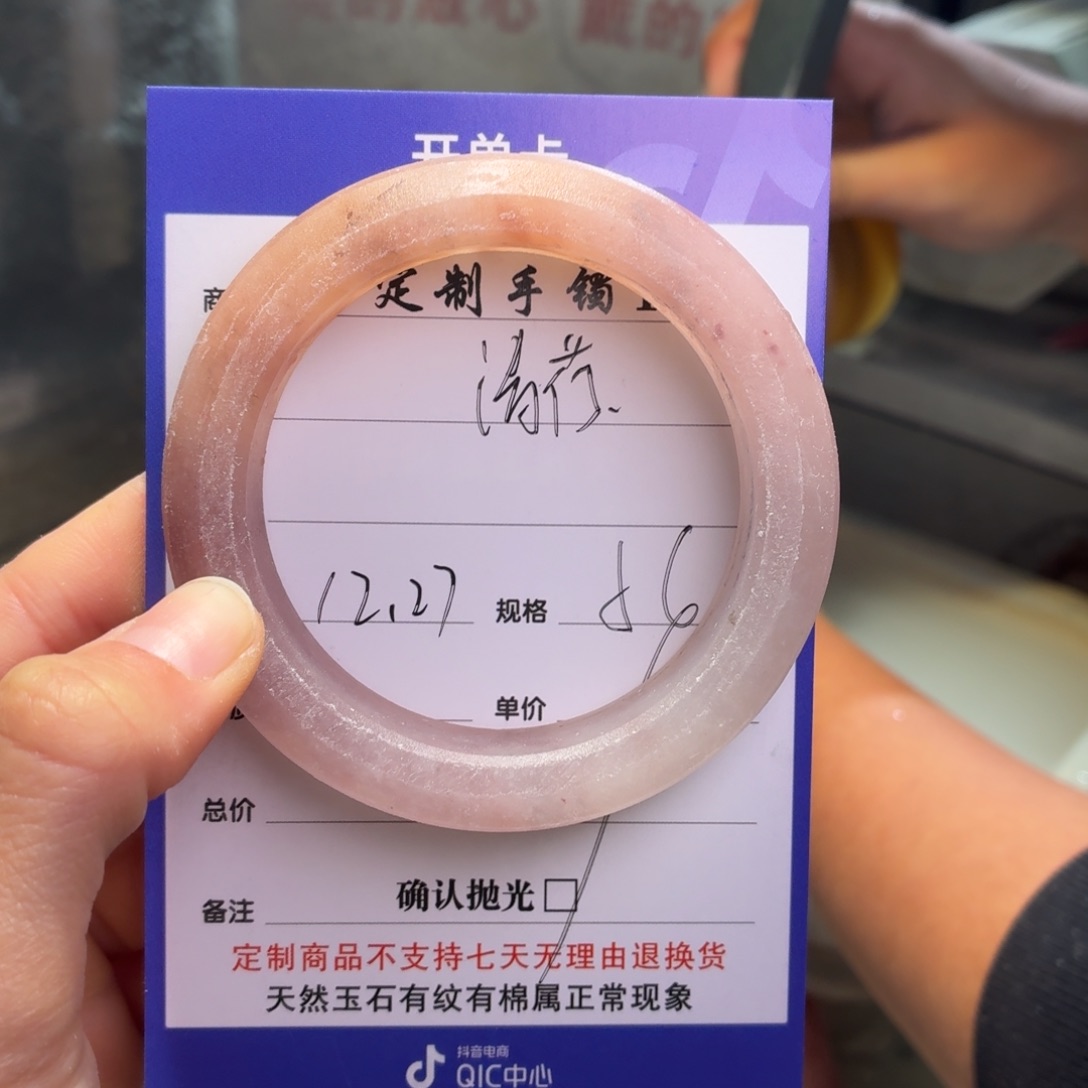 开单卡
商
定制手镯
清荷
12.27 规格 56
单价
总价
备注 确认抛光□
定制商品不支持七天无理由退换货
天然玉石有纹有棉属正常现象
抖音电商
QIC中心